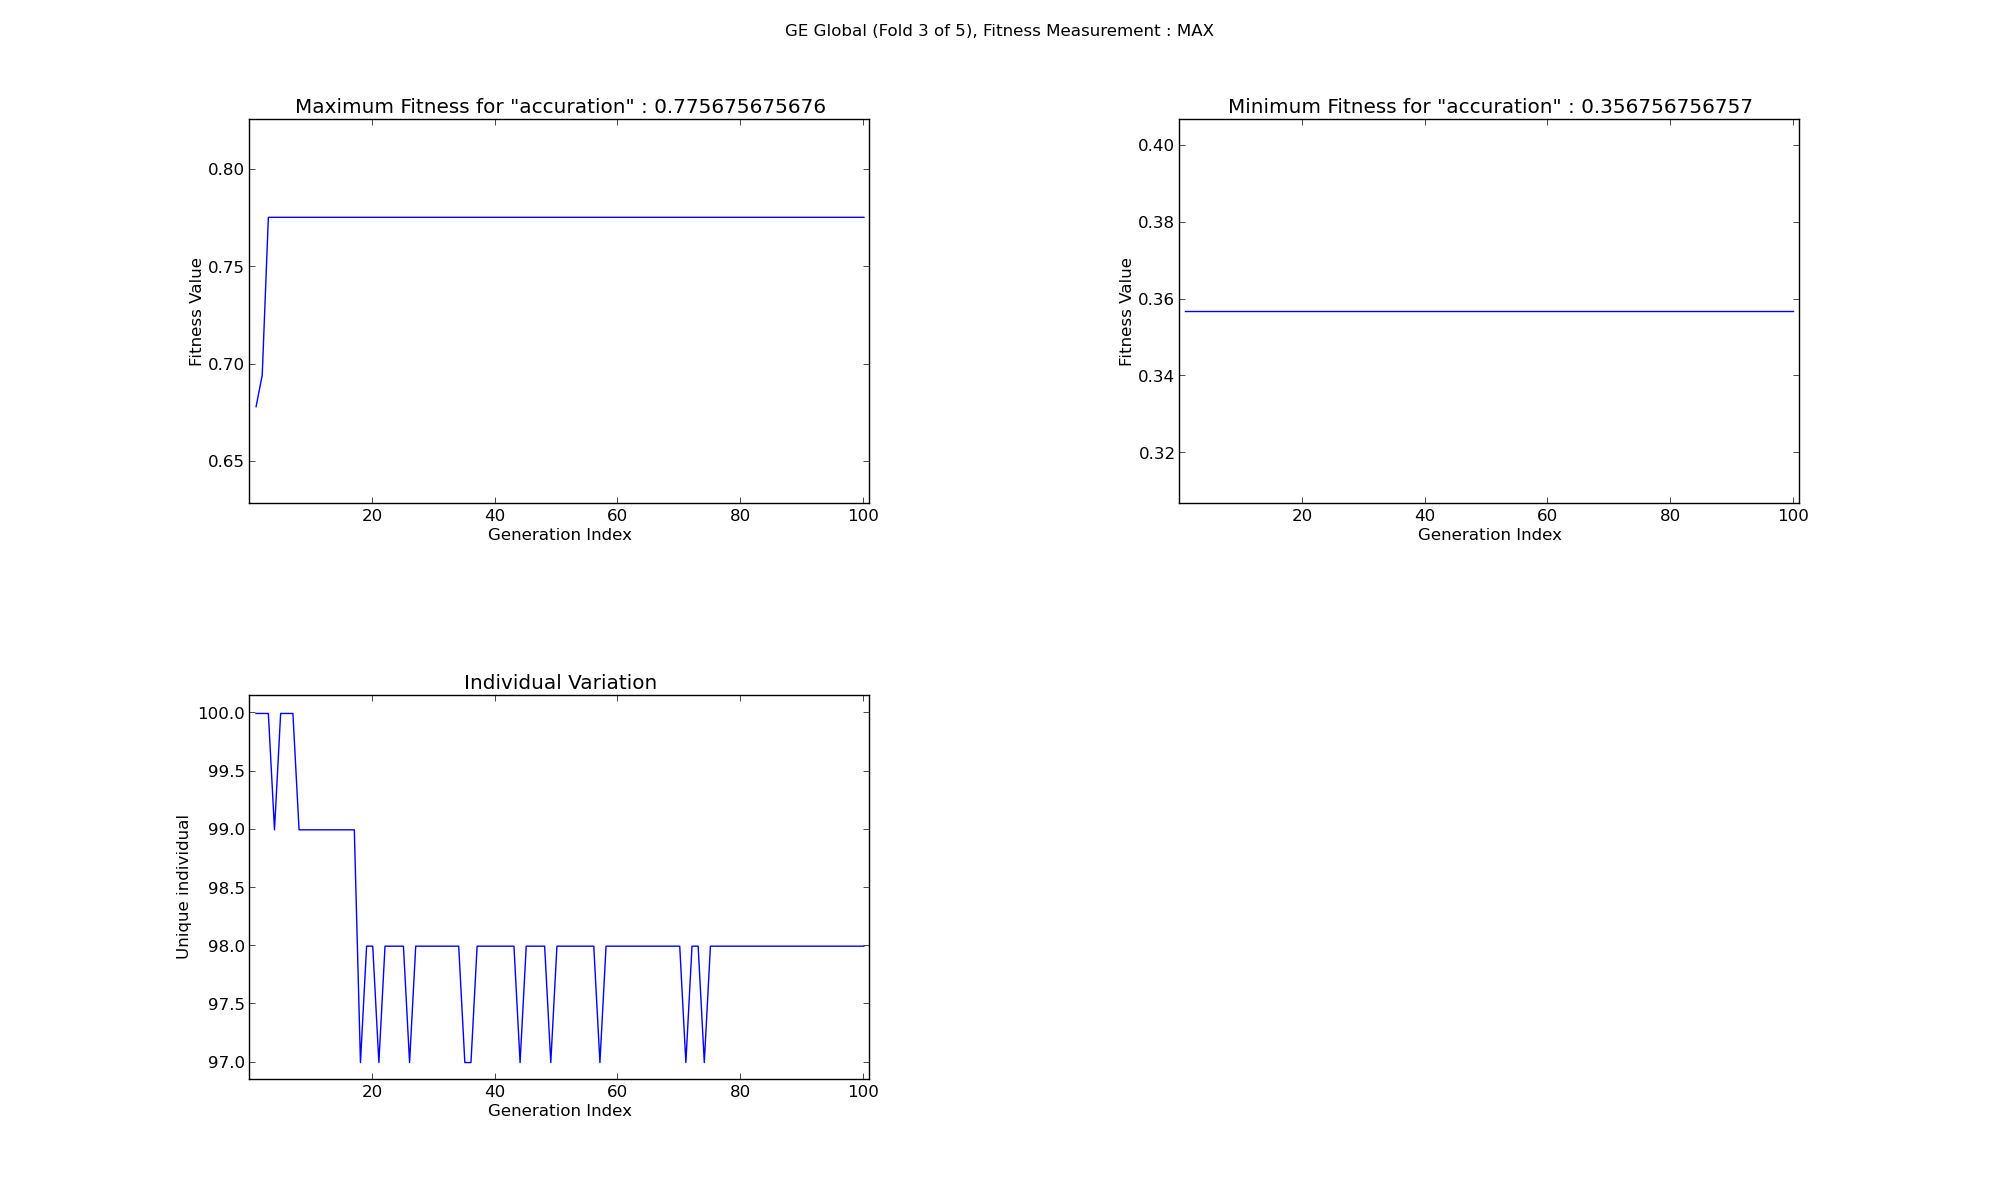 GE Global (Fold 3 of 5), Fitness Measurement : MAX
Maximum Fitness for "accuration" : 0.775675675676
0.80
0.75
0.70
0.65
Fitness Value
20 40 60 80 100
Generation Index
Minimum Fitness for "accuration" : 0.356756756757
0.40
0.38
0.36
0.34
0.32
Fitness Value
20 40 60 80 100
Generation Index
Individual Variation
100.0
99.5
99.0
98.5
98.0
97.5
97.0
Unique individual
20 40 60 80 100
Generation Index